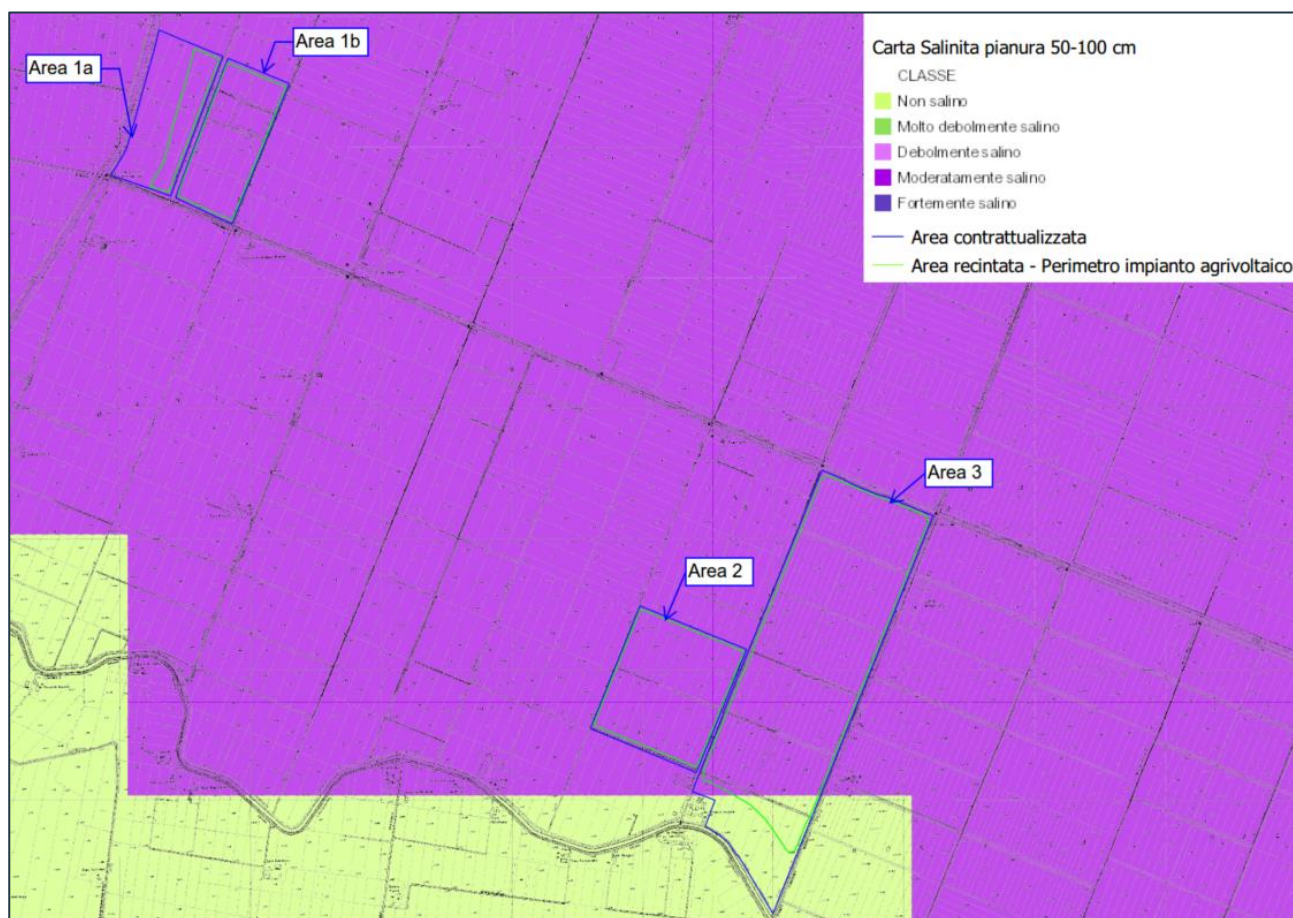 Area 1a
Area 1b
Carta Salinita pianura 50-100 cm
CLASSE
Non salino
Molto debolmente salino
Debolmente salino
Moderatamente salino
Fortemente salino
Area contrattualizzata
Area recintata - Perimetro impianto agrivoltaico
Area 3
Area 2